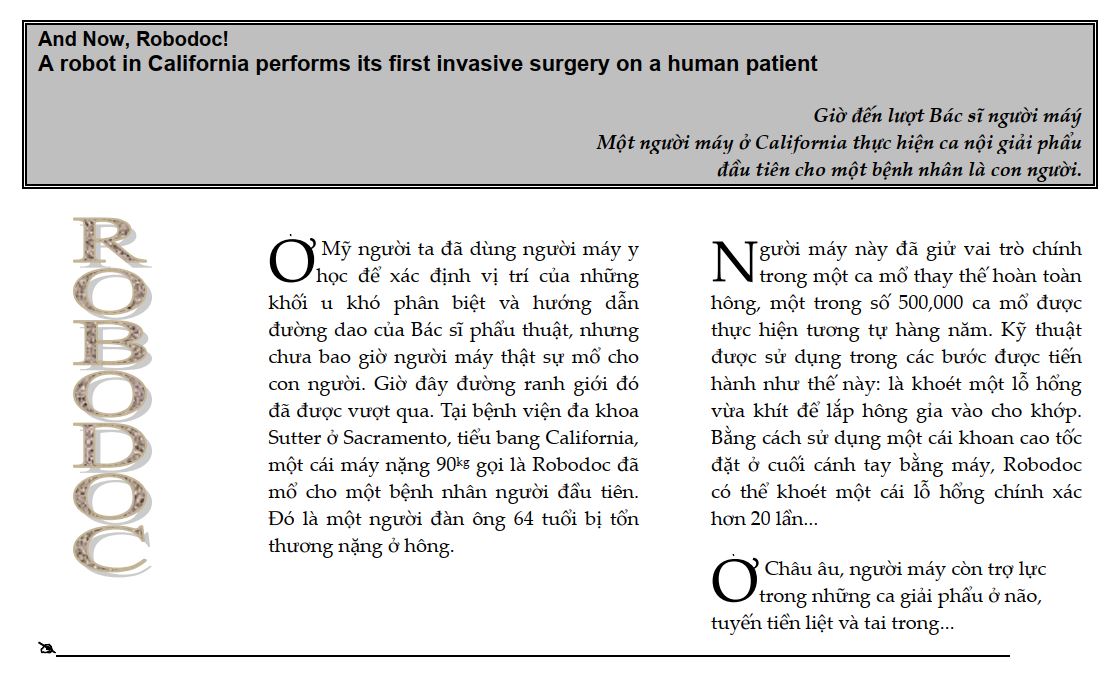 And Now, Robodoc!
A robot in California performs its first invasive surgery on a human patient
Giờ đến lượt Bác sĩ người máý
Một người máy ở California thực hiện ca nội giải phẩu
đầu tiên cho một bệnh nhân là con người.
ROBODOC
Ở Mỹ người ta đã dùng người máy y
học để xác định vị trí của những
khối u khó phân biệt và hướng dẫn
đường dao của Bác sĩ phẩu thuật, nhưng
chưa bao giờ người máy thật sự mổ cho
con người. Giờ đây đường ranh giới đó
đã được vượt qua. Tại bệnh viện đa khoa
Sutter ở Sacramento, tiểu bang California,
một cái máy nặng 90kg gọi là Robodoc đã
mổ cho một bệnh nhân người đầu tiên.
Đó là một người đàn ông 64 tuổi bị tổn
thương nặng ở hông.
Người máy này đã giử vai trò chính
trong một ca mổ thay thế hoàn toàn
hông, một trong số 500,000 ca mổ được
thực hiện tương tự hàng năm. Kỹ thuật
được sử dụng trong các bước được tiến
hành như thế này: là khoét một lỗ hổng
vừa khít để lắp hông gỉa vào cho khớp.
Bằng cách sử dụng một cái khoan cao tốc
đặt ở cuối cánh tay bằng máy, Robodoc
có thể khoét một cái lỗ hổng chính xác
hơn 20 lần...
Ở Châu âu, người máy còn trợ lực
trong những ca giải phẩu ở não,
tuyến tiền liệt và tai trong...